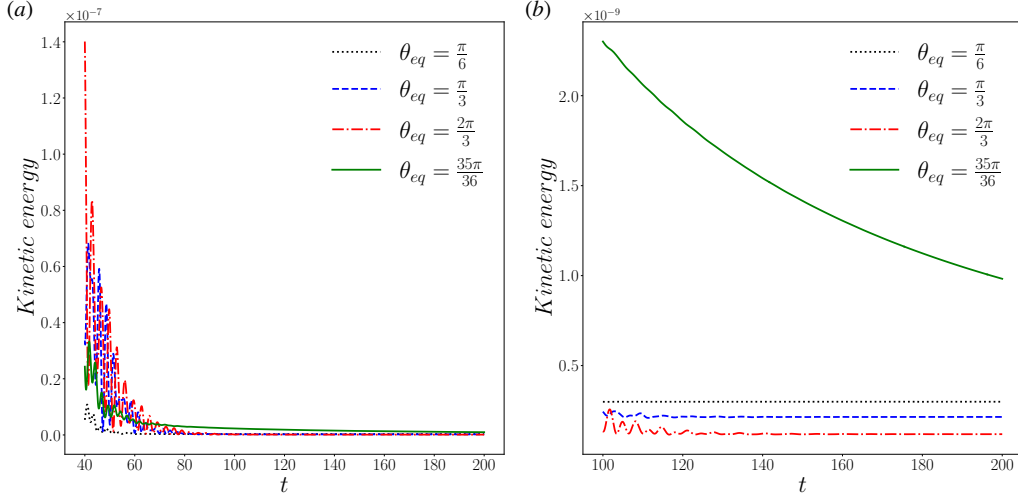 (a)
×10⁻⁷
1.4
1.2
1.0
0.8
0.6
0.4
0.2
0.0
40 60 80 100 120 140 160 180 200
t
Kinetic energy
θ_eq = π/6
θ_eq = π/3
θ_eq = 2π/3
θ_eq = 35π/36
(b)
×10⁻⁹
2.0
1.5
1.0
0.5
100 120 140 160 180 200
t
Kinetic energy
θ_eq = π/6
θ_eq = π/3
θ_eq = 2π/3
θ_eq = 35π/36